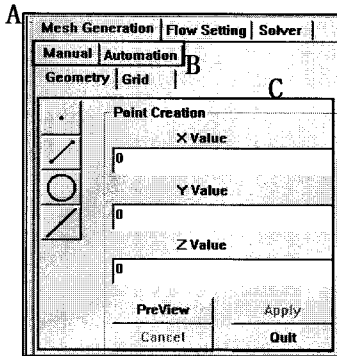 A
Mesh Generation Flow Setting Solver
Manual Automation
B
Geometry Grid
C
Point Creation
X Value
0
Y Value
0
Z Value
0
PreView Apply
Cancel Quit